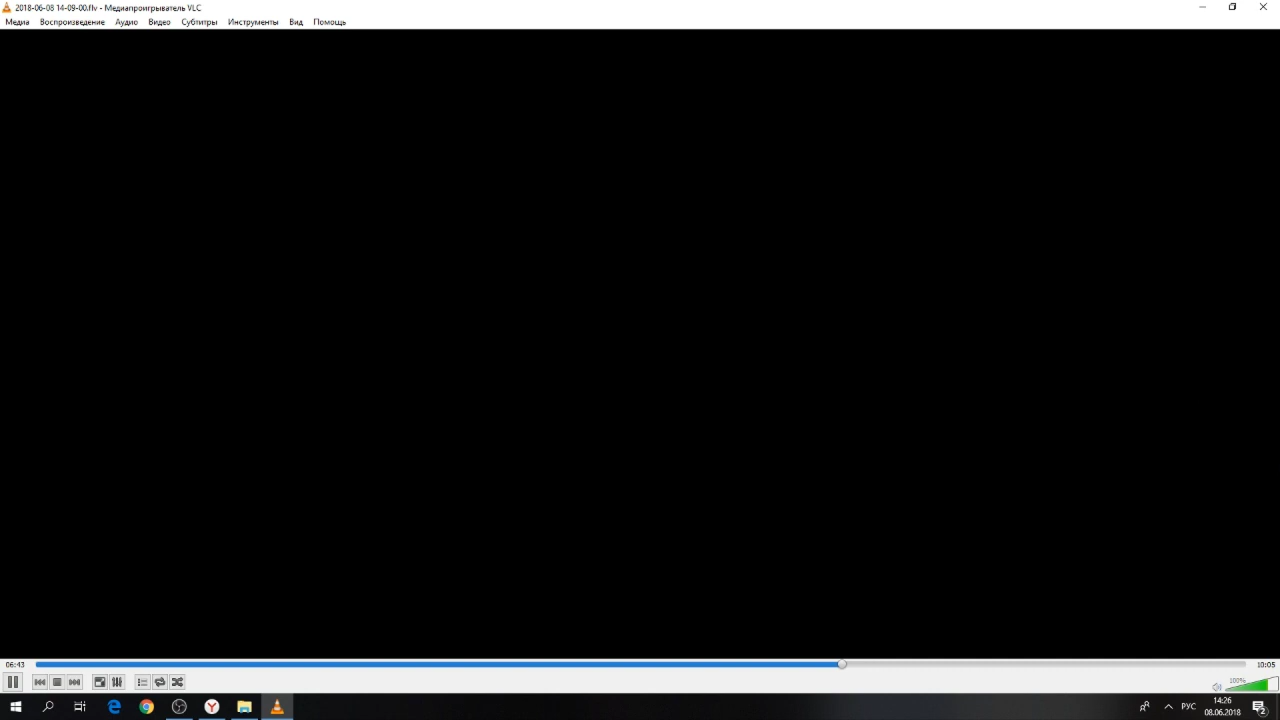 2018-06-08 14-09-00.flv - Медиапроигрыватель VLC
Медиа Воспроизведение Аудио Видео Субтитры Инструменты Вид Помощь
06:43 10:05
100%
РУС 14:26
08.06.2018
2